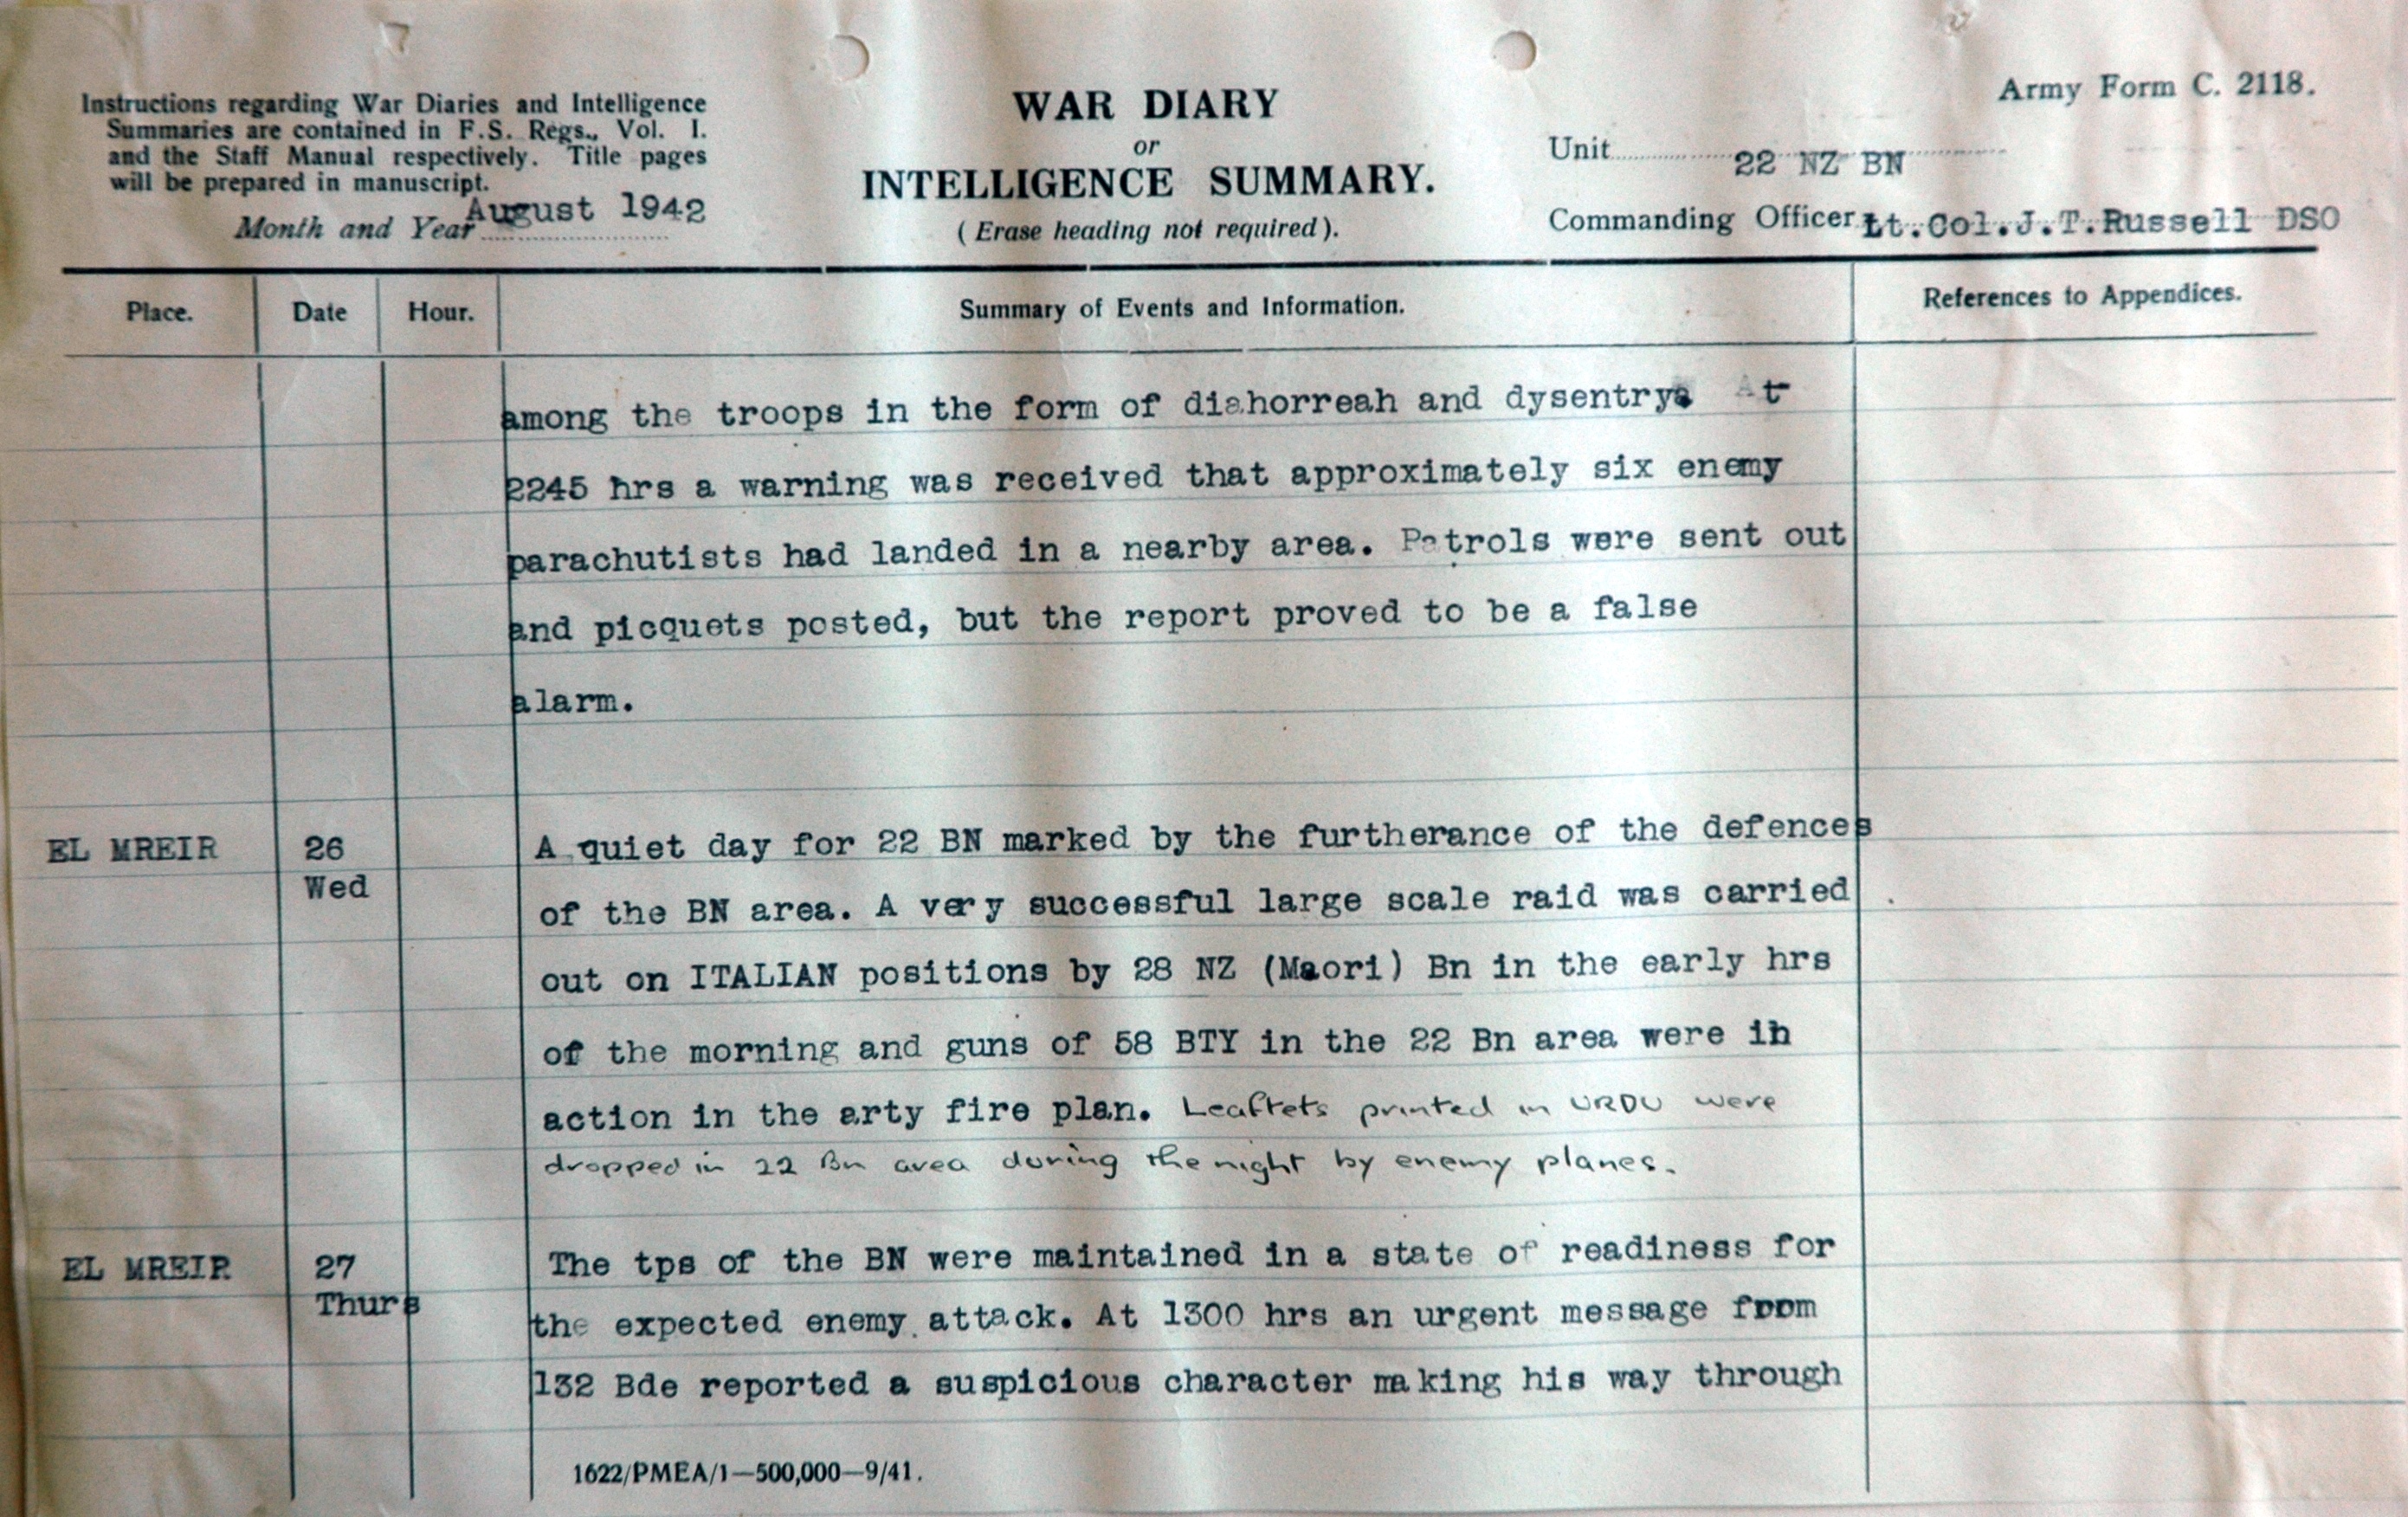 Army Form C. 2118.
Instructions regarding War Diaries and Intelligence
Summaries are contained in F.S. Regs., Vol. I.
and the Staff Manual respectively. Title pages
will be prepared in manuscript.
Month and Year August 1942
WAR DIARY
or
INTELLIGENCE SUMMARY.
(Erase heading not required).
Unit 22 NZ BN
Commanding Officer Lt.Col.J.T.Russell DSO
Place. Date Hour. Summary of Events and Information. References to Appendices.
among the troops in the form of diahorreah and dysentrys At
2245 hrs a warning was received that approximately six enemy
parachutists had landed in a nearby area. Patrols were sent out
and picquets posted, but the report proved to be a false
alarm.
EL MREIR 26 A quiet day for 22 BN marked by the furtherance of the defences
Wed
of the BN area. A very successful large scale raid was carried
out on ITALIAN positions by 28 NZ (Maori) Bn in the early hrs
of the morning and guns of 58 BTY in the 22 Bn area were in
action in the arty fire plan. Leaflets printed in URDU were
dropped in 22 Bn area during the night by enemy planes.
EL MREIR 27 The tps of the BN were maintained in a state of readiness for
Thurs
the expected enemy attack. At 1300 hrs an urgent message from
132 Bde reported a suspicious character making his way through
1622/PMEA/1—500,000—9/41.